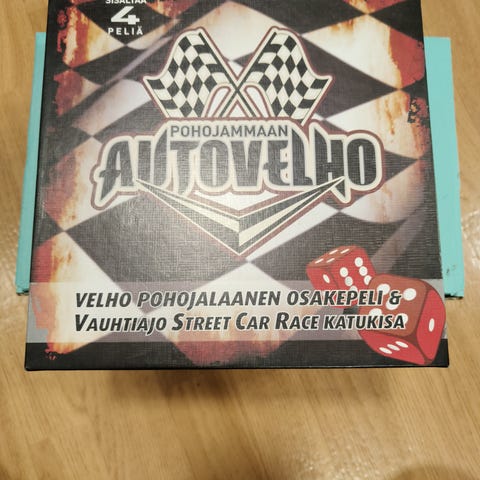 SISÄLTÄÄ
4
PELIÄ
POHOJAMMAAN
AUTOVELHO
VELHO POHOJALAANEN OSAKEPELI &
VAUHTIAJO STREET CAR RACE KATUKISA